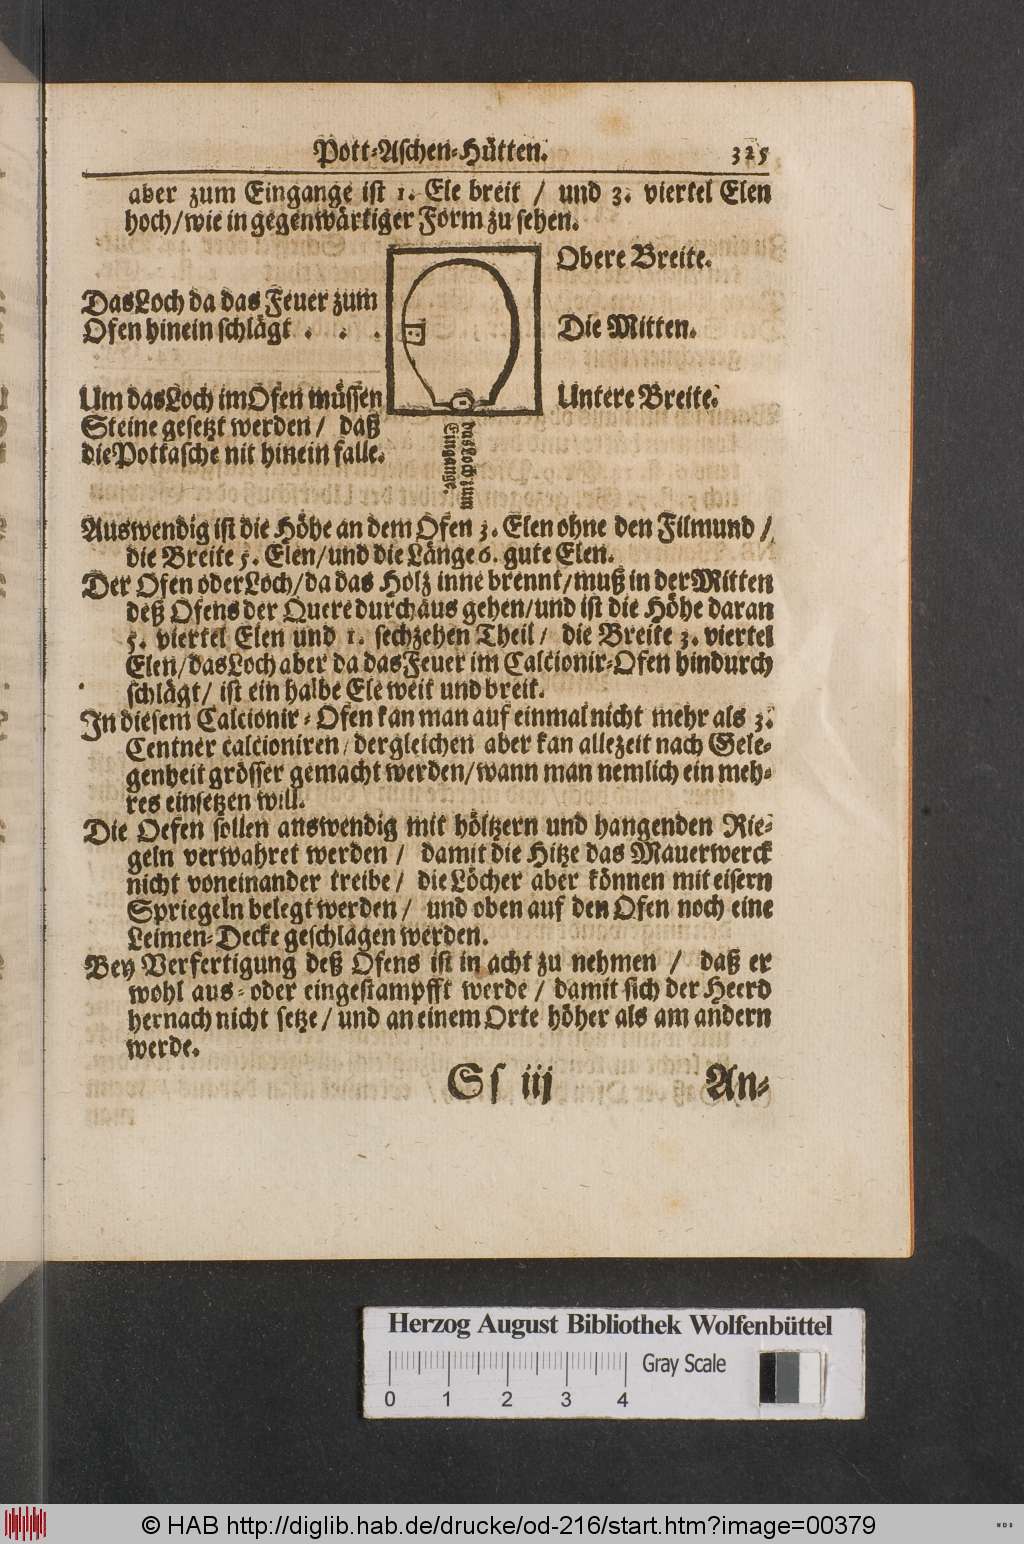 Pott-Aschen-Hütten. 325
aber zum Eingange ist 1. Ele breit / und 3. viertel Elen
hoch/wie in gegenwärtiger Form zu sehen.
Obere Breite.
Das Loch da das Feuer zum
Ofen hinein schlägt . . .
Die Mitten.
Um das Loch im Ofen müssen
Steine gesetzt werden / daß
die Pottasche nit hinein falle.
Untere Breite.
das Loch zum
Eingange.
Auswendig ist die Höhe an dem Ofen 3. Elen ohne den Filmund /
die Breite 5. Elen/und die Länge 6. gute Elen.
Der Ofen oder Loch/da das Holz inne brennt/muß in der Mitten
deß Ofens der Quere durchaus gehen/und ist die Höhe daran
5. viertel Elen und 1. sechzehen Theil / die Breite 3. viertel
Elen/das Loch aber da das Feuer im Calcionir-Ofen hindurch
schlägt/ ist ein halbe Ele weit und breit.
In diesem Calcionir-Ofen kan man auf einmal nicht mehr als 3.
Centner calcioniren/dergleichen aber kan allezeit nach Gele-
genheit grösser gemacht werden/wann man nemlich ein meh-
res einsetzen will.
Die Oefen sollen answendig mit höltzern und hangenden Rie-
geln verwahret werden / damit die Hitze das Mauerwerck
nicht voneinander treibe / die Löcher aber können mit eisern
Spriegeln belegt werden / und oben auf den Ofen noch eine
Leimen-Decke geschlagen werden.
Bey Verfertigung deß Ofens ist in acht zu nehmen / daß er
wohl aus- oder eingestampfft werde / damit sich der Heerd
hernach nicht setze / und an einem Orte höher als am andern
werde.
Ss iij An-
Herzog August Bibliothek Wolfenbüttel
Gray Scale
0 1 2 3 4
© HAB http://diglib.hab.de/drucke/od-216/start.htm?image=00379